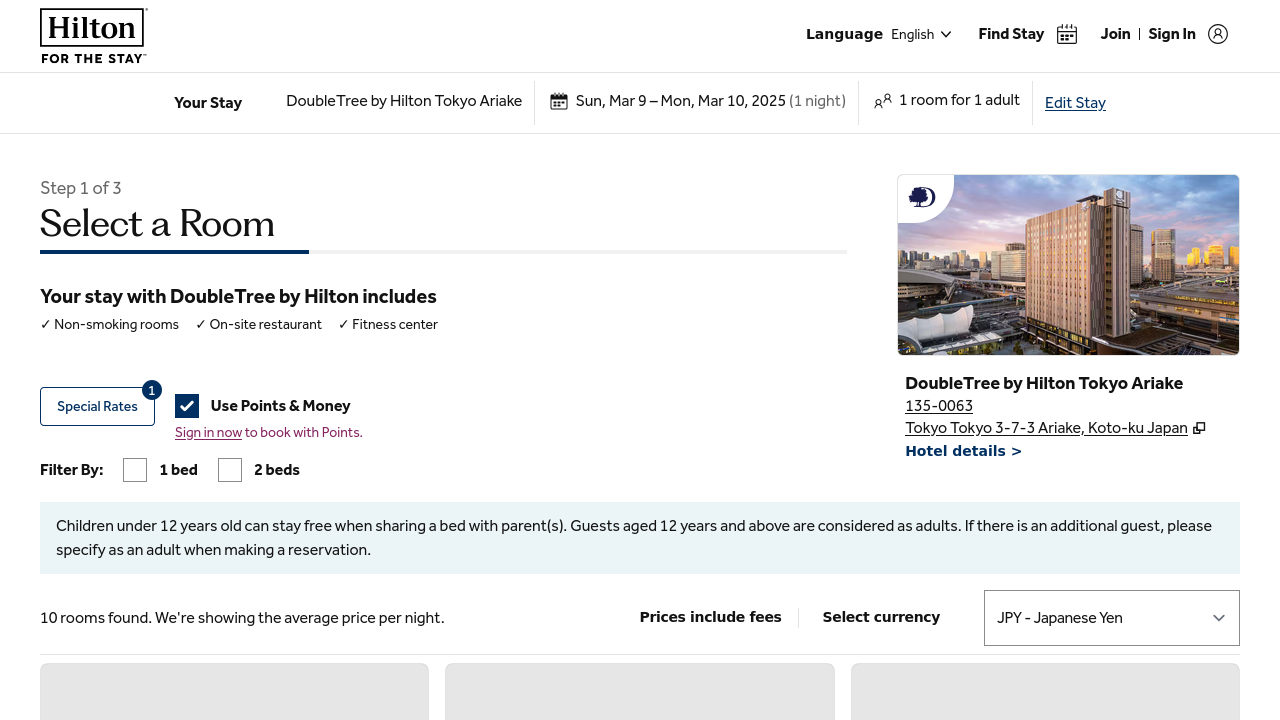 Hilton
FOR THE STAY™
Language English
Find Stay
Join | Sign In
Your Stay
DoubleTree by Hilton Tokyo Ariake
Sun, Mar 9 – Mon, Mar 10, 2025 (1 night)
1 room for 1 adult
Edit Stay
Step 1 of 3
Select a Room
Your stay with DoubleTree by Hilton includes
✓ Non-smoking rooms ✓ On-site restaurant ✓ Fitness center
Special Rates 1
Use Points & Money
Sign in now to book with Points.
Filter By: 1 bed 2 beds
D
DoubleTree by Hilton Tokyo Ariake
135-0063
Tokyo Tokyo 3-7-3 Ariake, Koto-ku Japan
Hotel details >
Children under 12 years old can stay free when sharing a bed with parent(s). Guests aged 12 years and above are considered as adults. If there is an additional guest, please
specify as an adult when making a reservation.
10 rooms found. We're showing the average price per night.
Prices include fees
Select currency
JPY - Japanese Yen